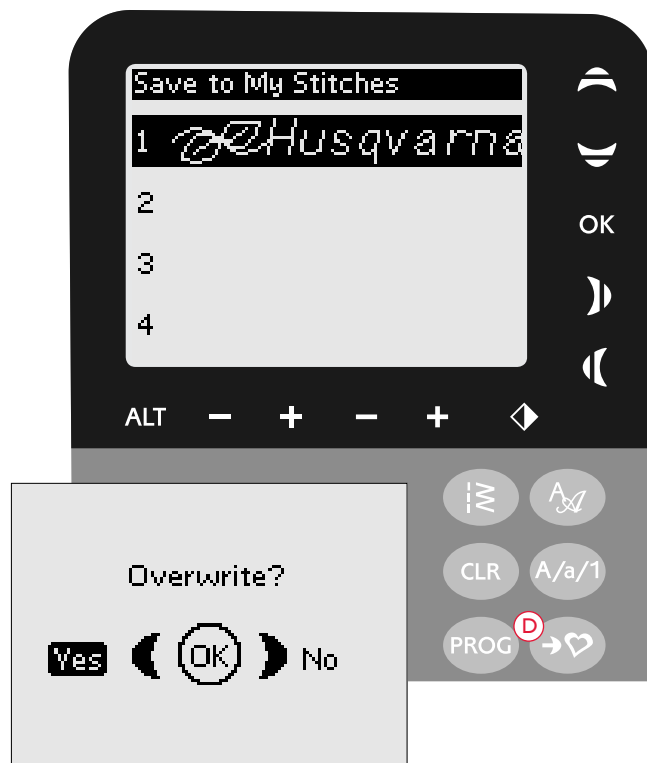 Save to My Stitches
1 Husqvarna
2
OK
3
4
ALT − + − +
A
Overwrite?
CLR A/a/1
Yes OK No
PROG D